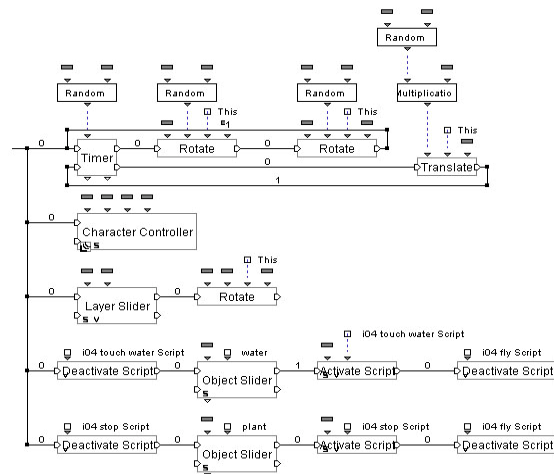 Random
Random Random Random Multiplicatio
This This
1
This
0 0 0
Timer Rotate Rotate
0 Translate
1
0
Character Controller
S
This
0 0
Layer Slider Rotate
S V
i04 touch water Script water i04 touch water Script i04 fly Script
0 0 1 0
Deactivate Script Object Slider Activate Script Deactivate Script
V S S V V
i04 stop Script plant i04 stop Script i04 fly Script
0 0 0 0
Deactivate Script Object Slider Activate Script Deactivate Script
V S S V V